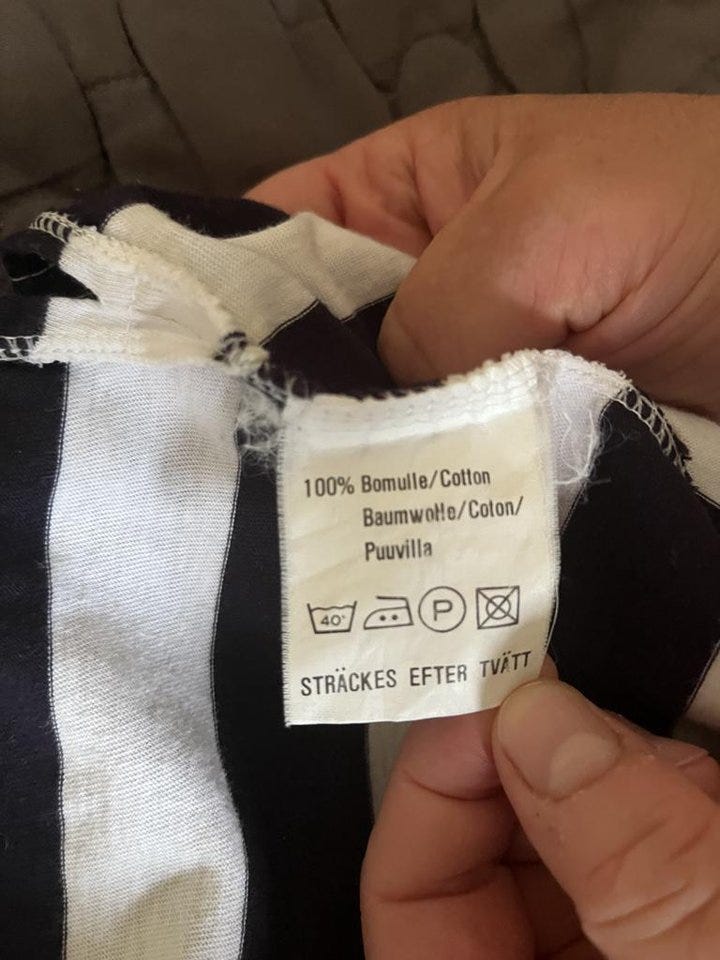 100% Bomulle/Cotton
Baumwolle/Coton/
Puuvilla
40° P
STRÄCKES EFTER TVÄTT